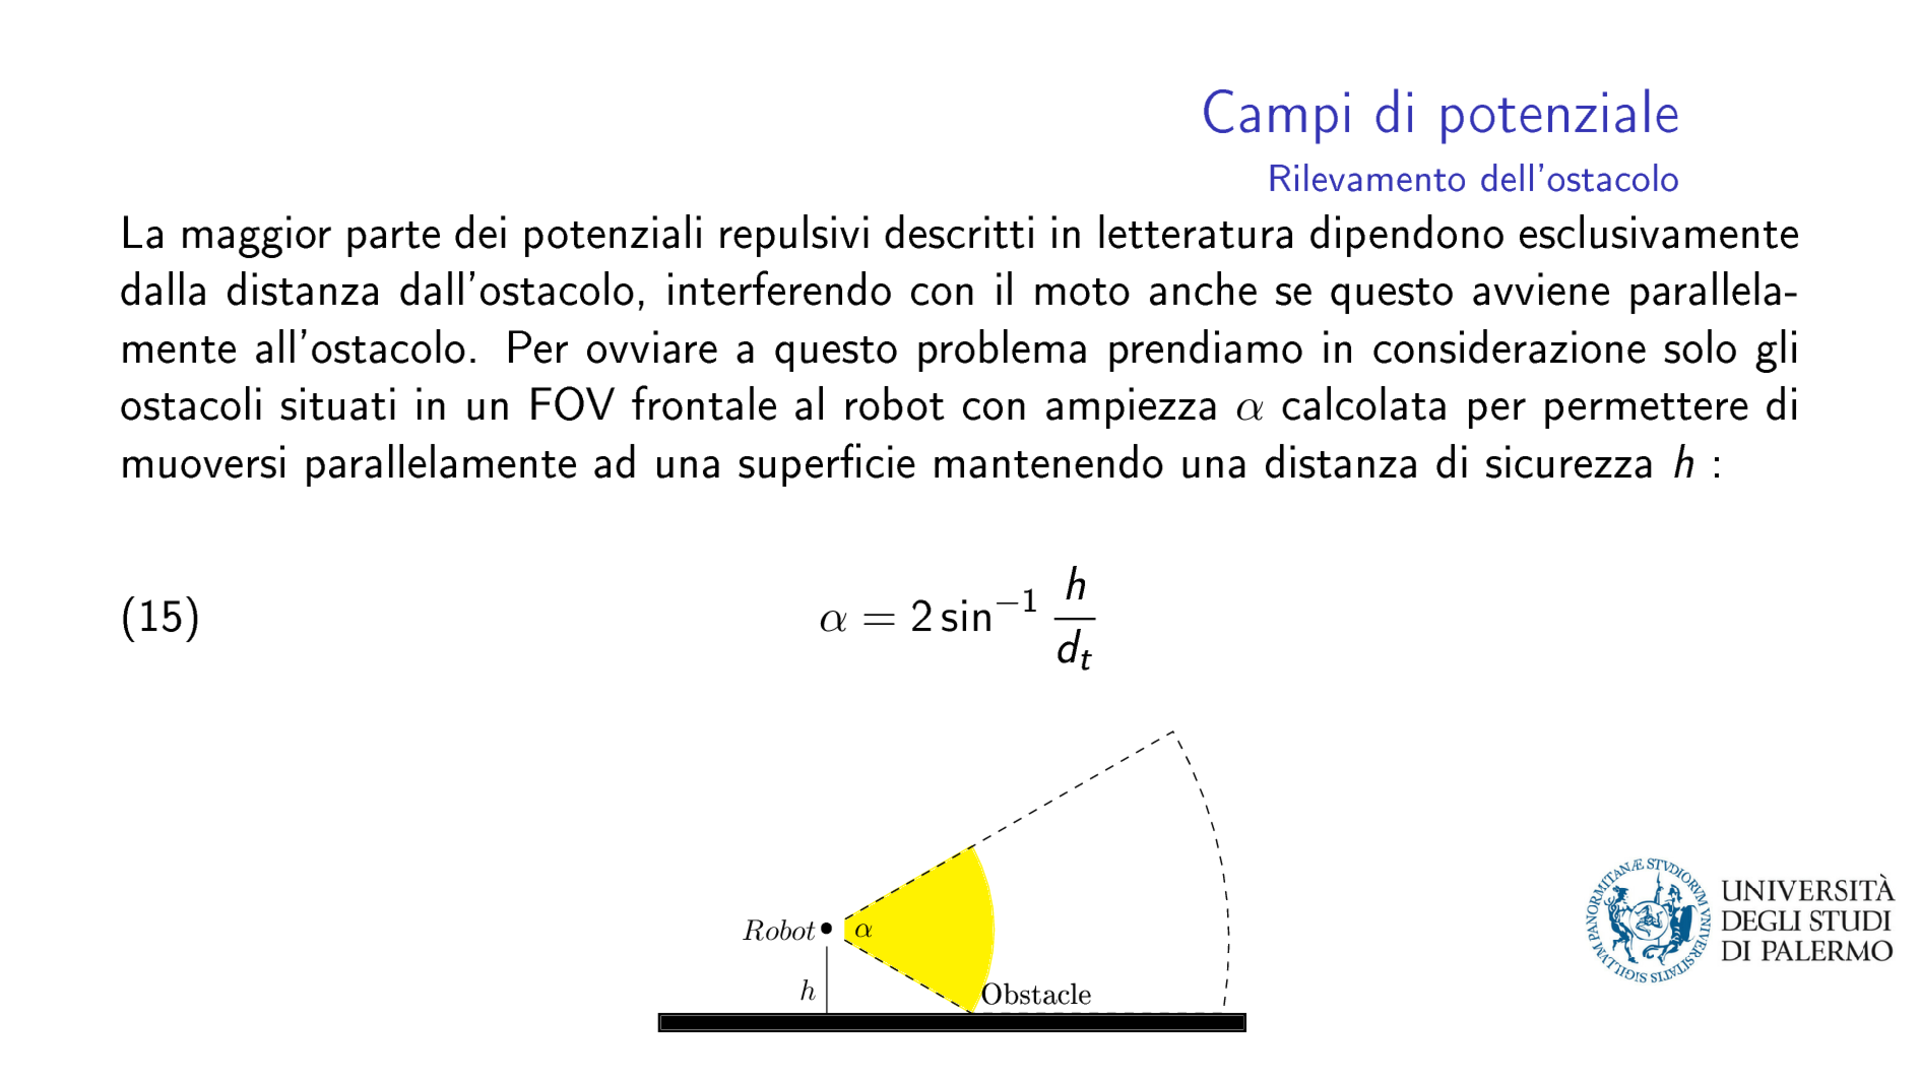 Campi di potenziale
Rilevamento dell'ostacolo
La maggior parte dei potenziali repulsivi descritti in letteratura dipendono esclusivamente
dalla distanza dall'ostacolo, interferendo con il moto anche se questo avviene parallela-
mente all'ostacolo. Per ovviare a questo problema prendiamo in considerazione solo gli
ostacoli situati in un FOV frontale al robot con ampiezza α calcolata per permettere di
muoversi parallelamente ad una superficie mantenendo una distanza di sicurezza h :
(15) α = 2 sin⁻¹ h/dₜ
Robot α
h
Obstacle
UNIVERSITÀ
DEGLI STUDI
DI PALERMO